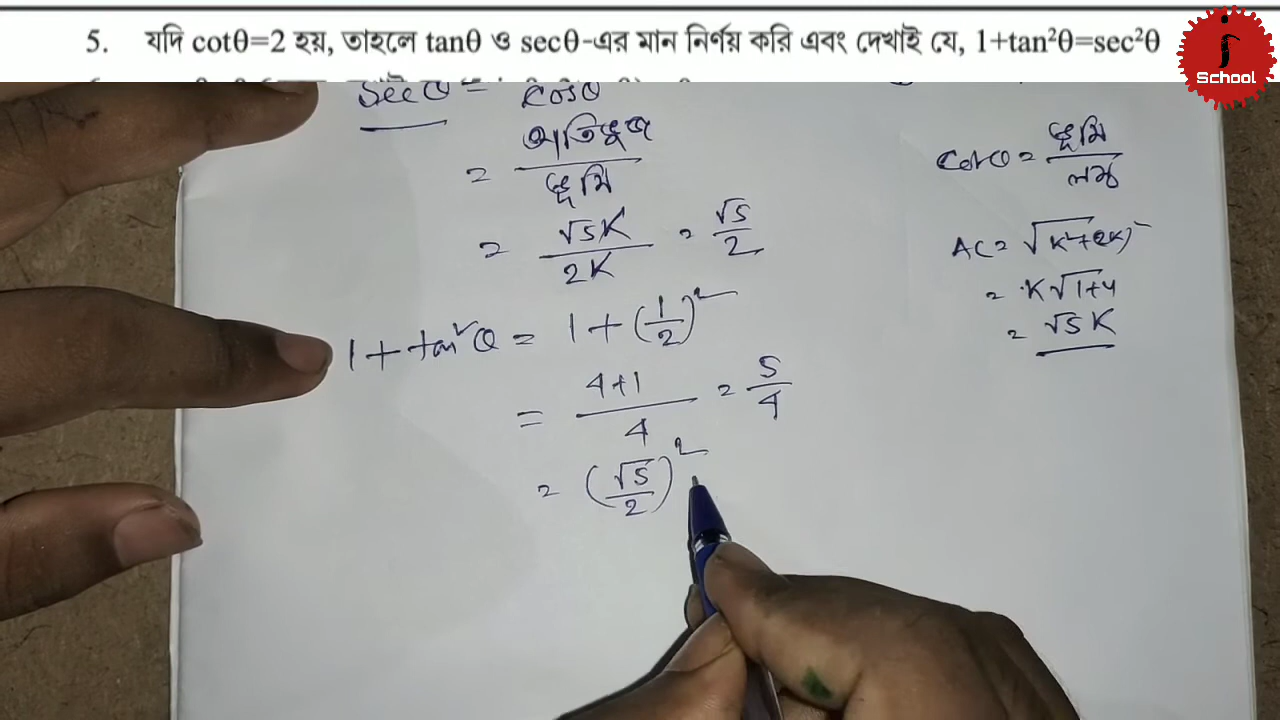 5. যদি cotθ=2 হয়, তাহলে tanθ ও secθ-এর মান নির্ণয় করি এবং দেখাই যে, 1+tan²θ=sec²θ
School
secθ = cosθ
= অতিভুজ / ভূমি
= √5K / 2K = √5 / 2
1 + tan²θ = 1 + (1/2)²
= 4+1 / 4 = 5 / 4
= (√5 / 2)²
cotθ = ভূমি / লম্ব
AC = √K²+(2K)²
= K√1+4
= √5 K